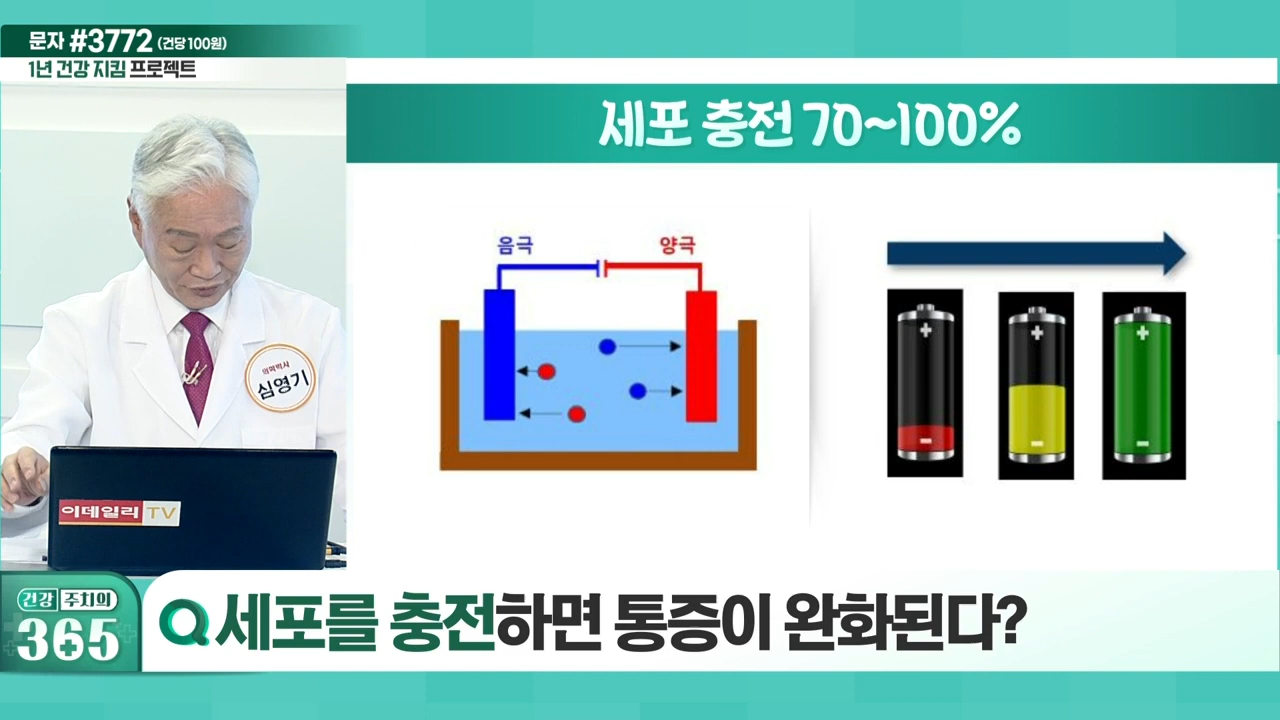 문자 #3772 (건당 100원)
1년 건강 지킴 프로젝트
세포 충전 70~100%
음극
양극
의학박사
심영기
이데일리 TV
건강 주치의
365
Q 세포를 충전하면 통증이 완화된다?